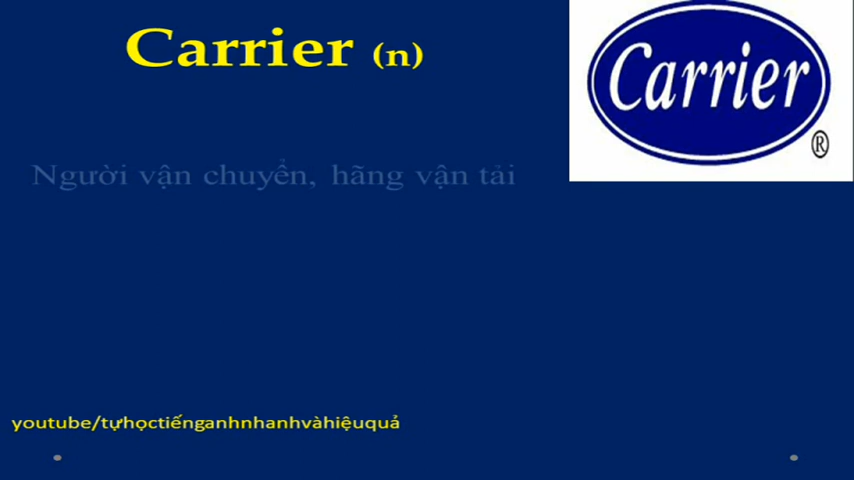 Carrier (n)
Carrier
®
Người vận chuyển, hãng vận tải
youtube/tựhọctiếnganhnhanhvàhiệuquả